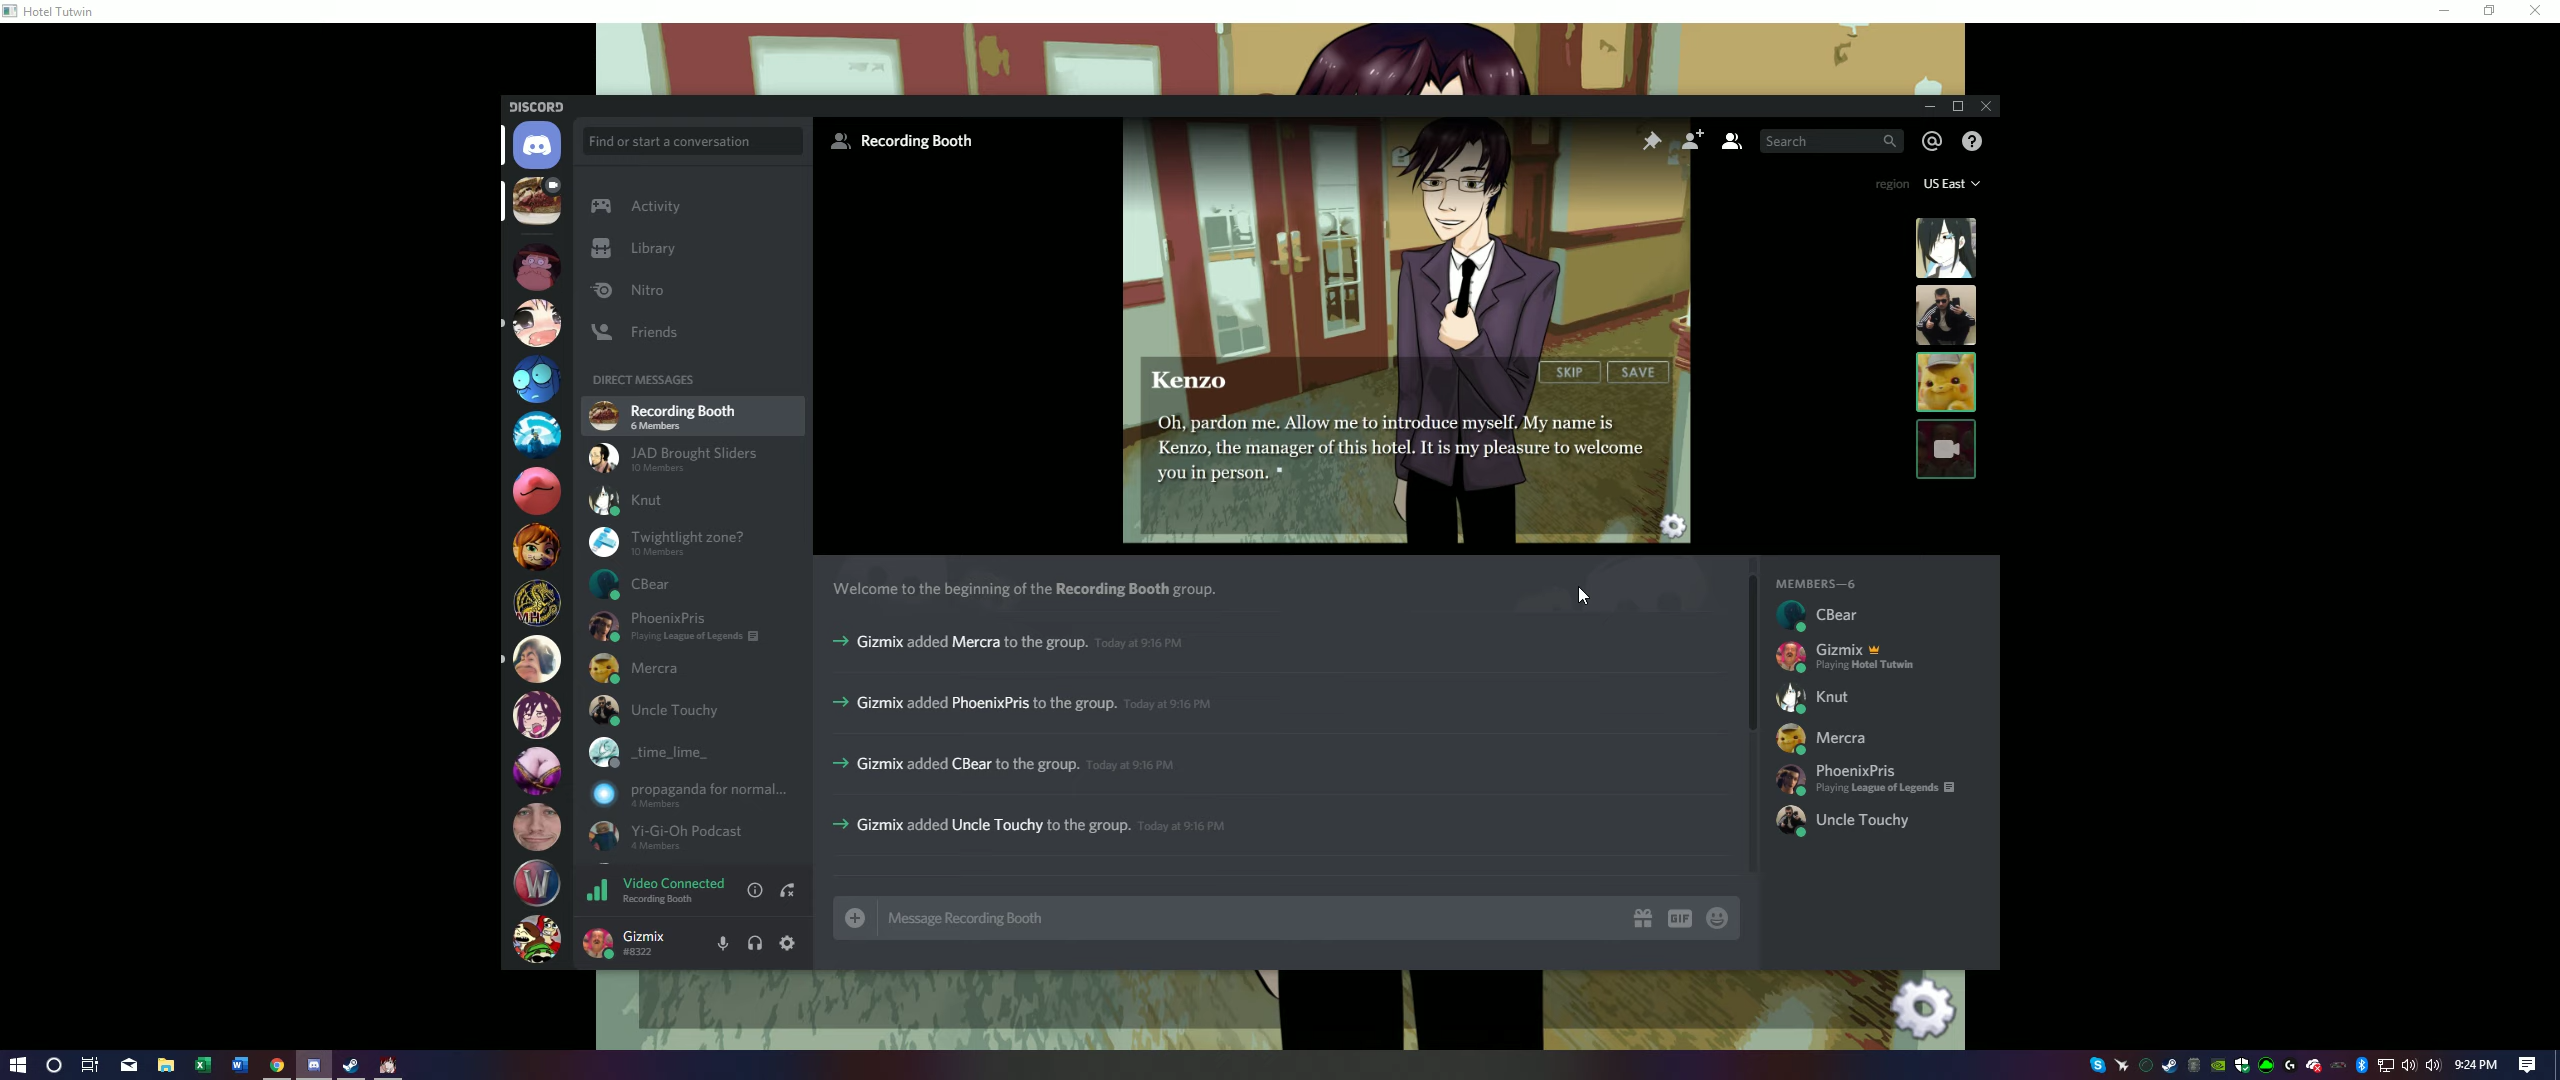 Hotel Tutwin
DISCORD
Find or start a conversation
Activity
Library
Nitro
Friends
DIRECT MESSAGES
Recording Booth
6 Members
JAD Brought Sliders
10 Members
Knut
Twightlight zone?
10 Members
CBear
PhoenixPris
Playing League of Legends
Mercra
Uncle Touchy
_time_lime_
propaganda for normal...
4 Members
Yi-Gi-Oh Podcast
4 Members
Video Connected
Recording Booth
Gizmix
#8322
Recording Booth
Search
region US East
Kenzo
SKIP SAVE
Oh, pardon me. Allow me to introduce myself. My name is
Kenzo, the manager of this hotel. It is my pleasure to welcome
you in person.
Welcome to the beginning of the Recording Booth group.
Gizmix added Mercra to the group. Today at 9:16 PM
Gizmix added PhoenixPris to the group. Today at 9:16 PM
Gizmix added CBear to the group. Today at 9:16 PM
Gizmix added Uncle Touchy to the group. Today at 9:16 PM
Message Recording Booth
GIF
MEMBERS—6
CBear
Gizmix
Playing Hotel Tutwin
Knut
Mercra
PhoenixPris
Playing League of Legends
Uncle Touchy
9:24 PM